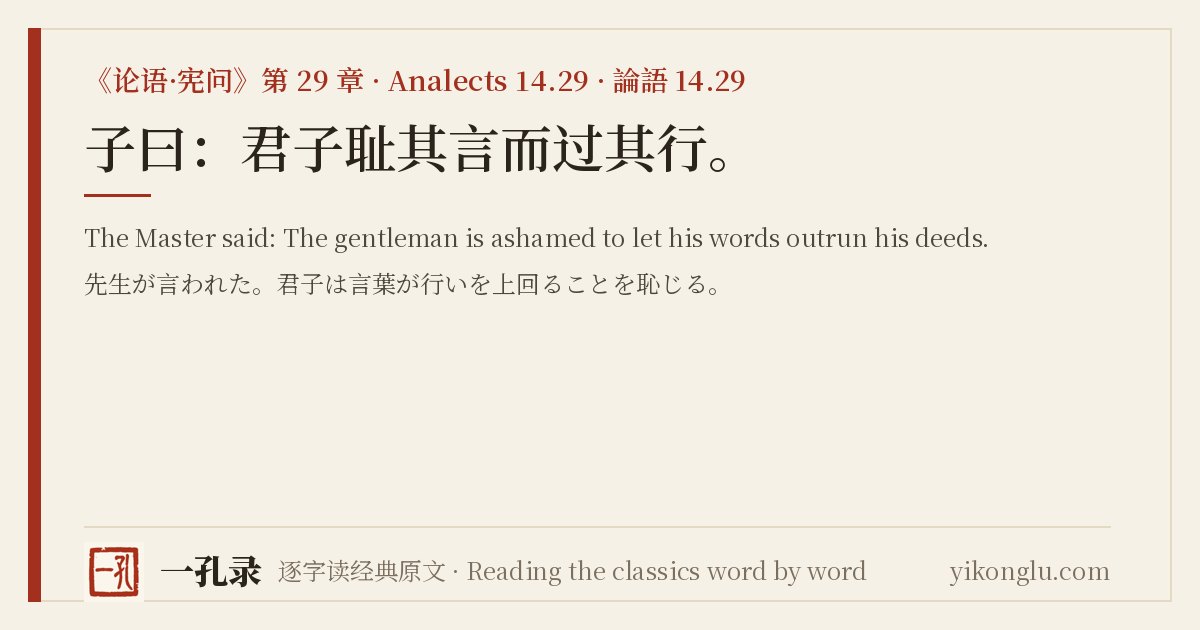 《论语·宪问》第 29 章 · Analects 14.29 · 論語 14.29
子曰：君子耻其言而过其行。
The Master said: The gentleman is ashamed to let his words outrun his deeds.
先生が言われた。君子は言葉が行いを上回ることを恥じる。
一孔
一孔录 逐字读经典原文 · Reading the classics word by word yikonglu.com